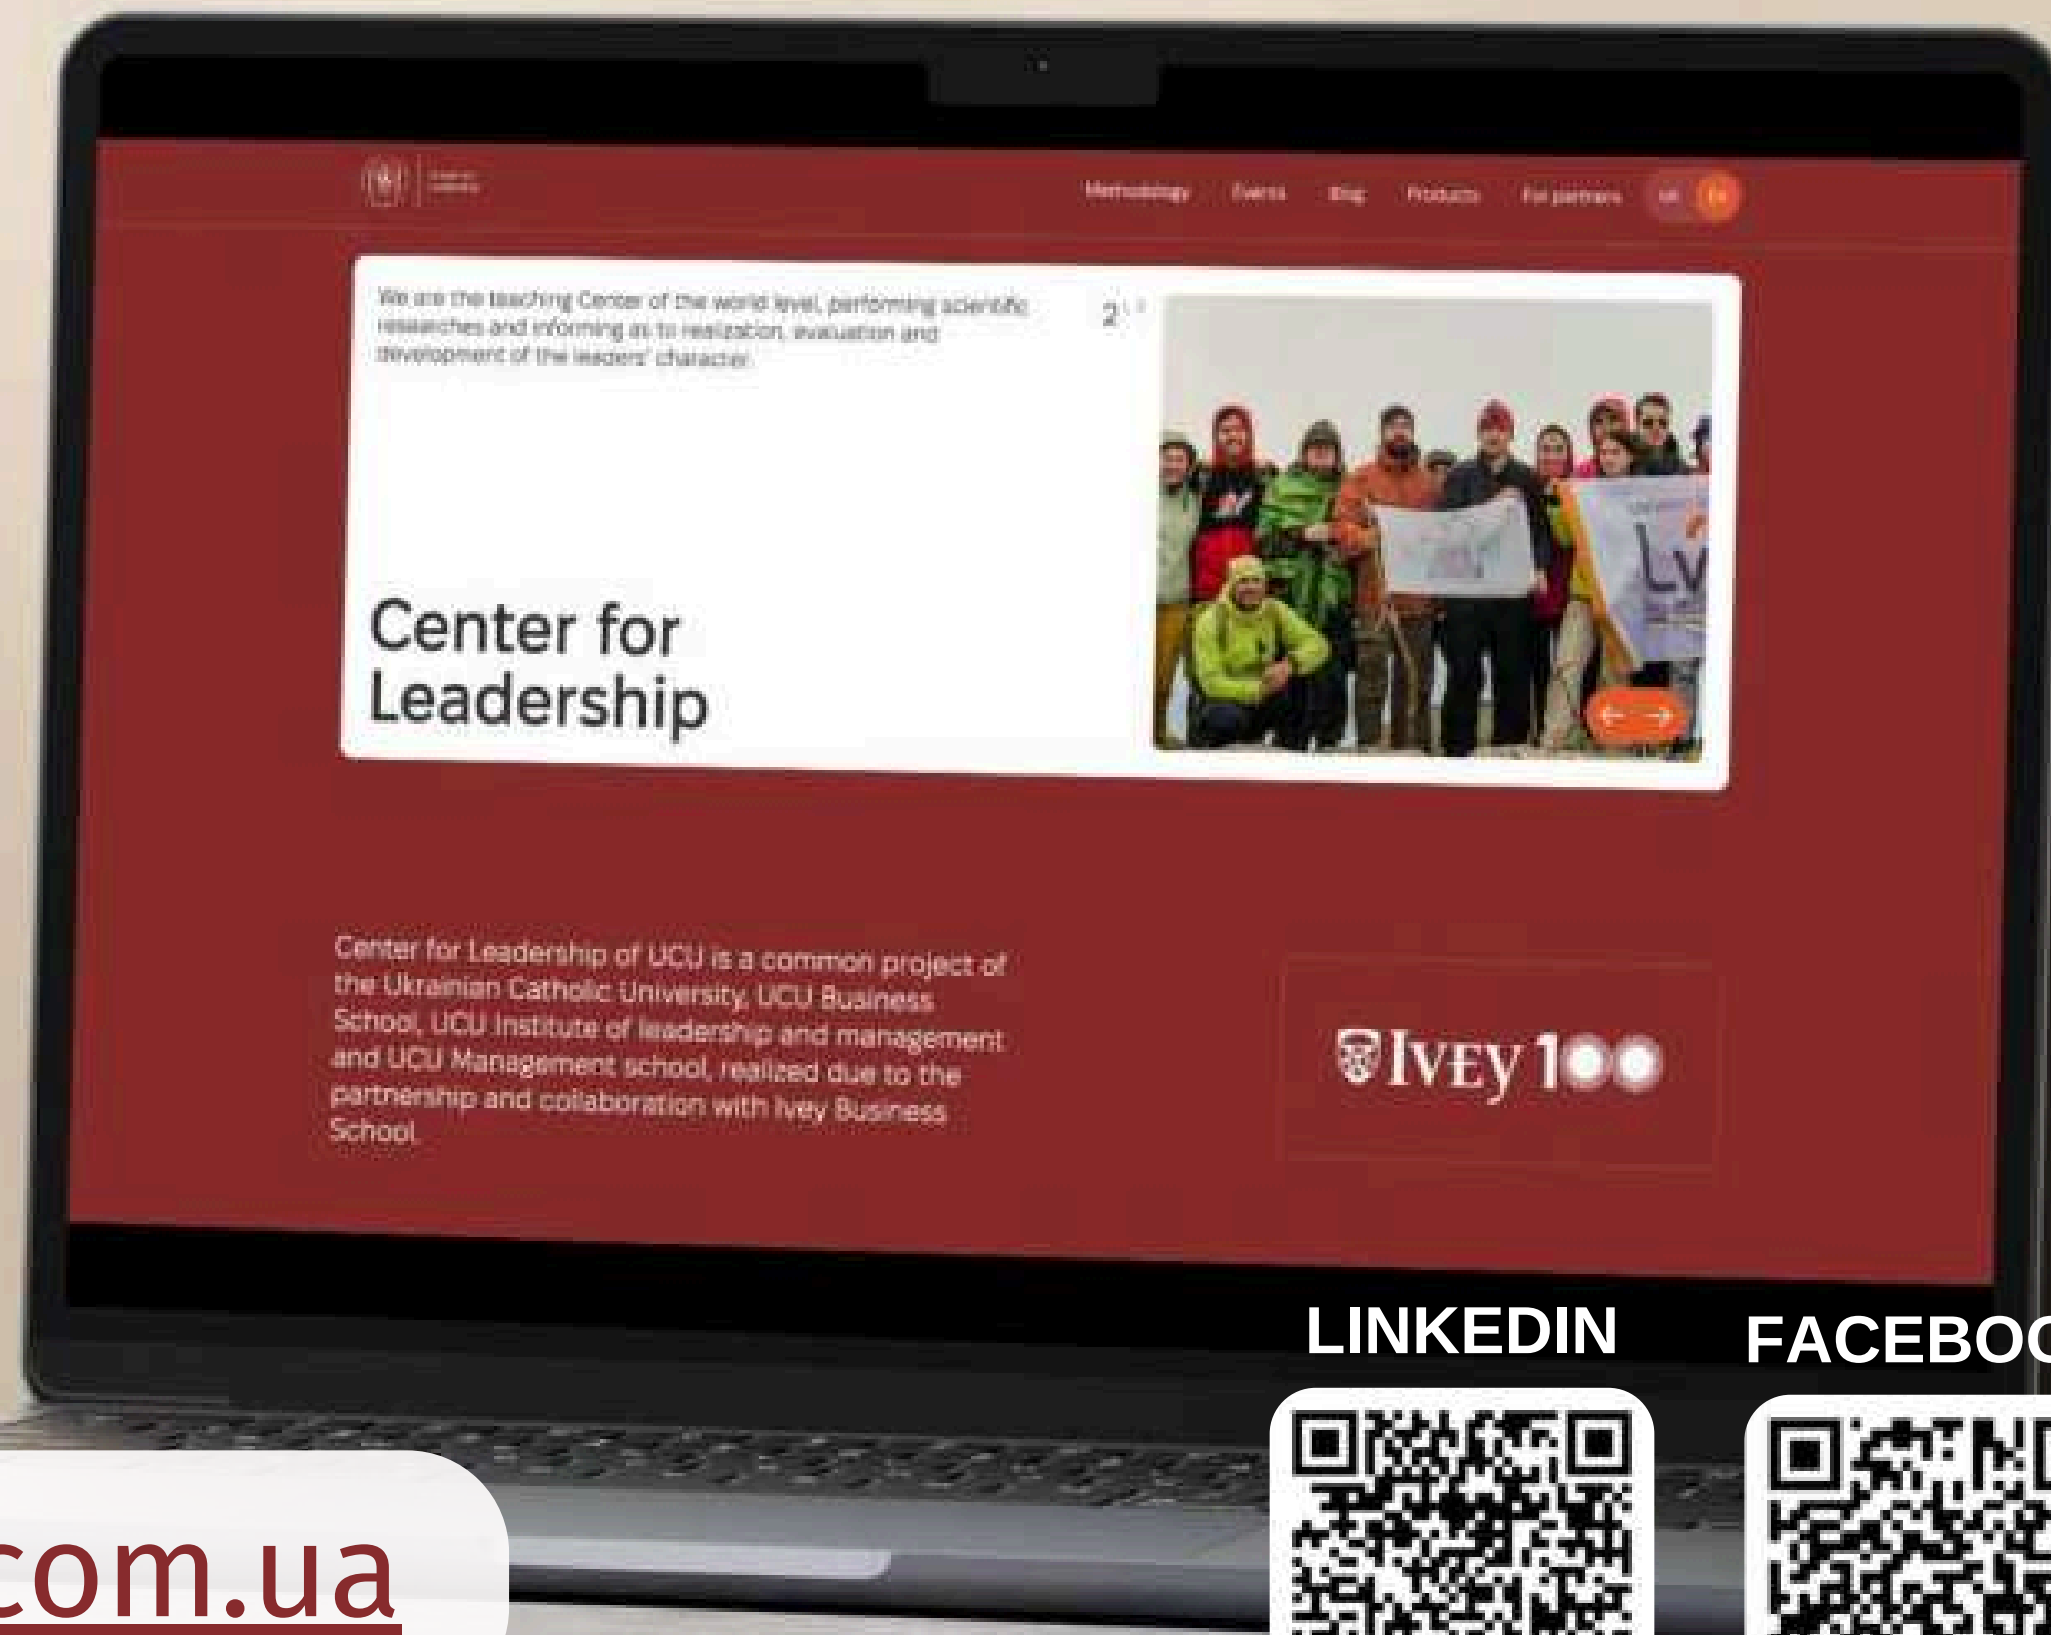 Methodology Events Blog Products For partners
We are the teaching Center of the world level, performing scientific
researches and informing as to realization, evaluation and
development of the leaders' character.
2
Center for
Leadership
Lv
Center for Leadership of UCU is a common project of
the Ukrainian Catholic University, UCU Business
School, UCU Institute of leadership and management
and UCU Management school, realized due to the
partnership and collaboration with Ivey Business
School.
IVEY 100
LINKEDIN
FACEBOO
com.ua